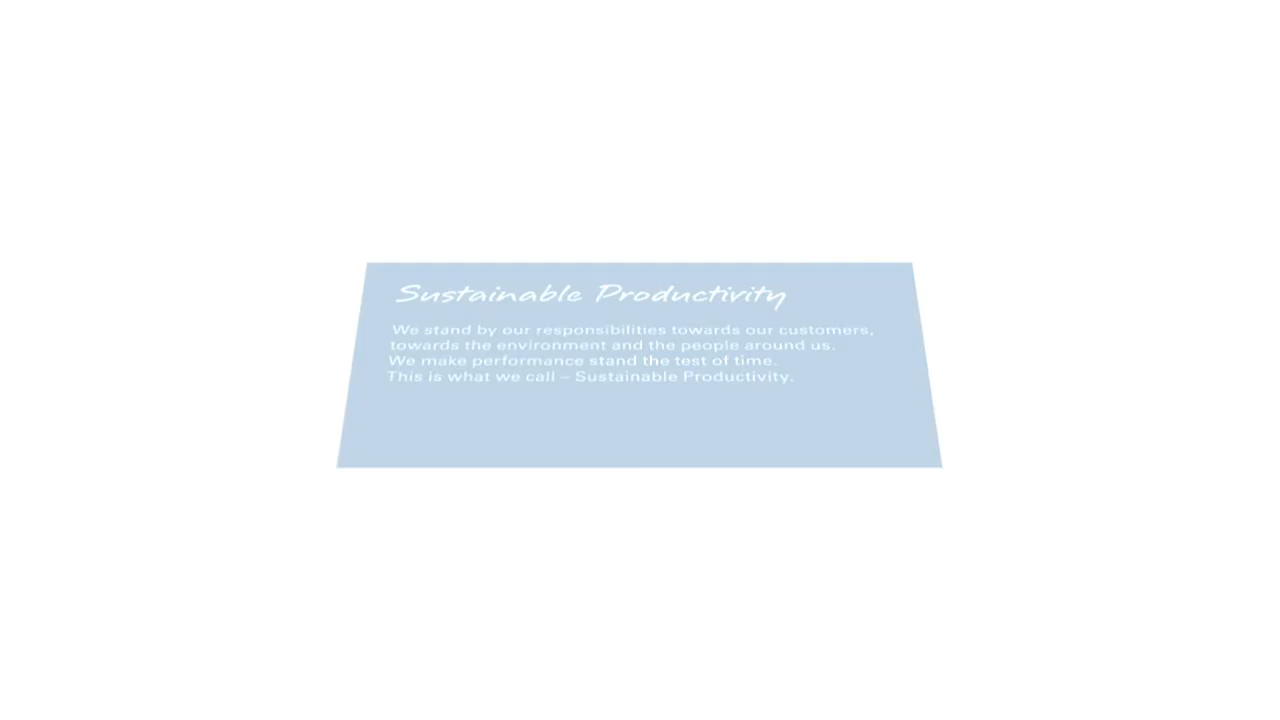 Sustainable Productivity
We stand by our responsibilities towards our customers,
towards the environment and the people around us.
We make performance stand the test of time.
This is what we call – Sustainable Productivity.